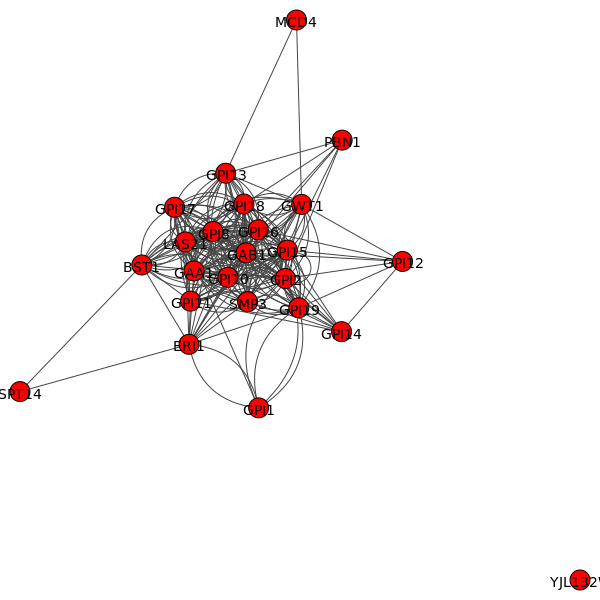 MCD4
PBN1
GPI13
GPI17
GPI18
GWT1
GPI8
GPI16
LAS21
GAB1
GPI15
BST1
GPI12
GAA1
GPI10
GPI2
GPI11
SMP3
GPI19
GPI14
ERI1
SPT14
GPI1
YJL132W